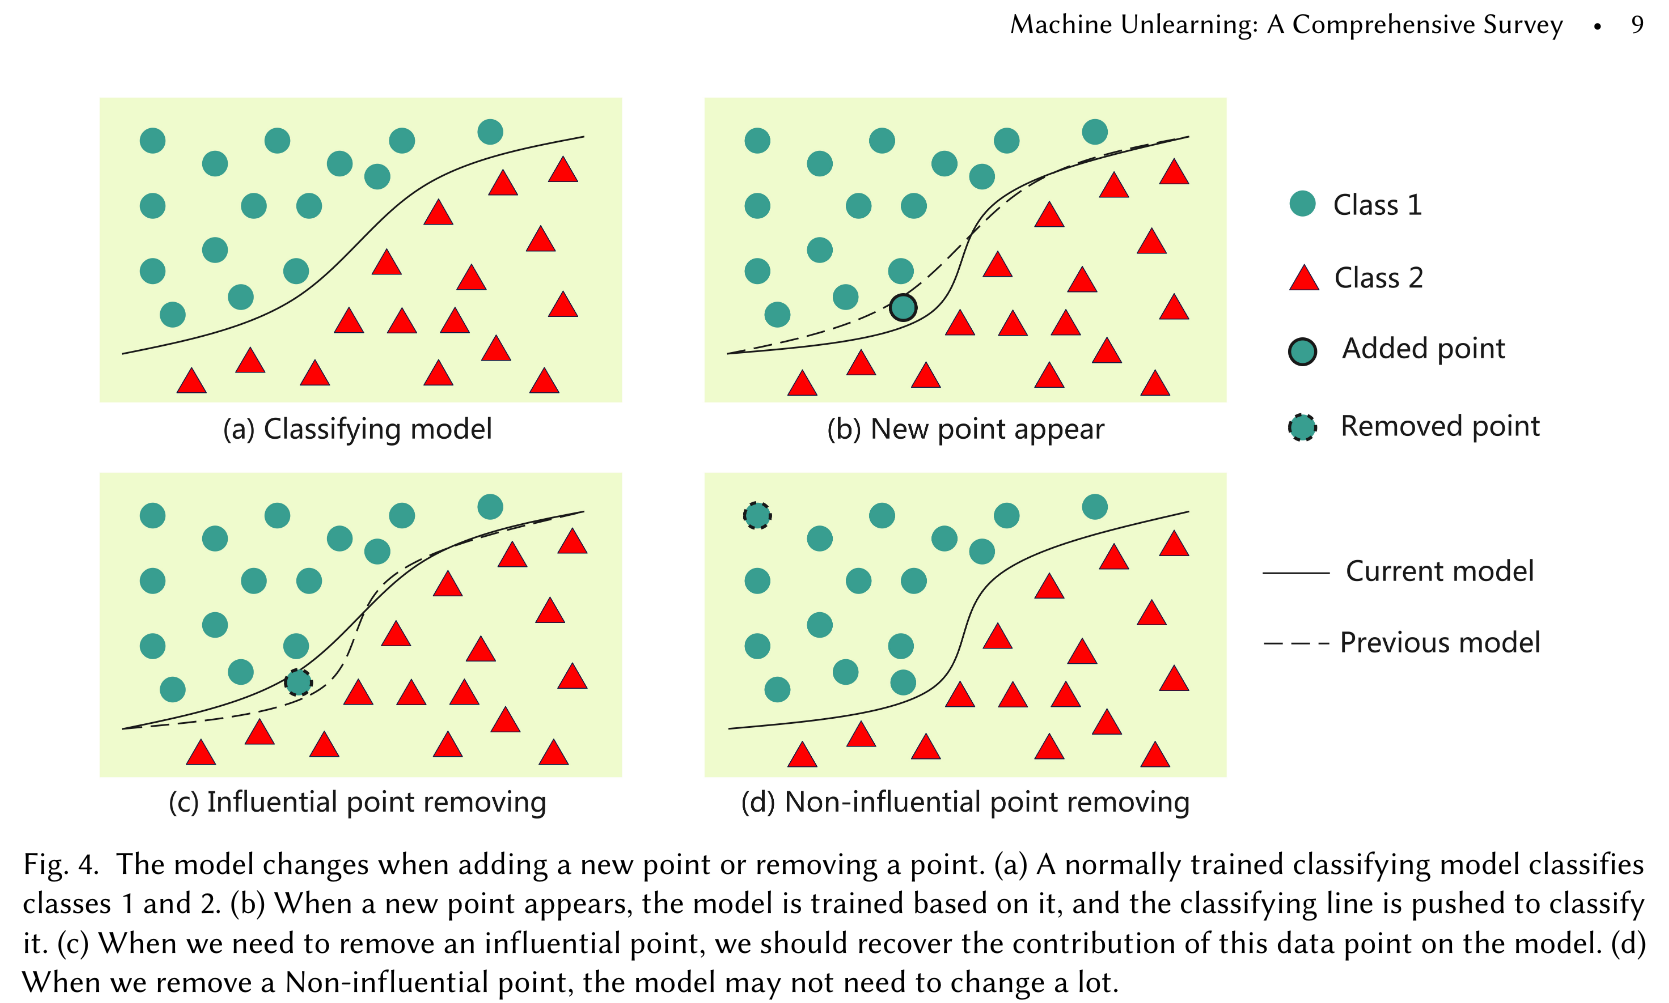 Machine Unlearning: A Comprehensive Survey • 9
(a) Classifying model
(b) New point appear
Class 1
Class 2
Added point
Removed point
(c) Influential point removing
(d) Non-influential point removing
Current model
Previous model
Fig. 4. The model changes when adding a new point or removing a point. (a) A normally trained classifying model classifies
classes 1 and 2. (b) When a new point appears, the model is trained based on it, and the classifying line is pushed to classify
it. (c) When we need to remove an influential point, we should recover the contribution of this data point on the model. (d)
When we remove a Non-influential point, the model may not need to change a lot.